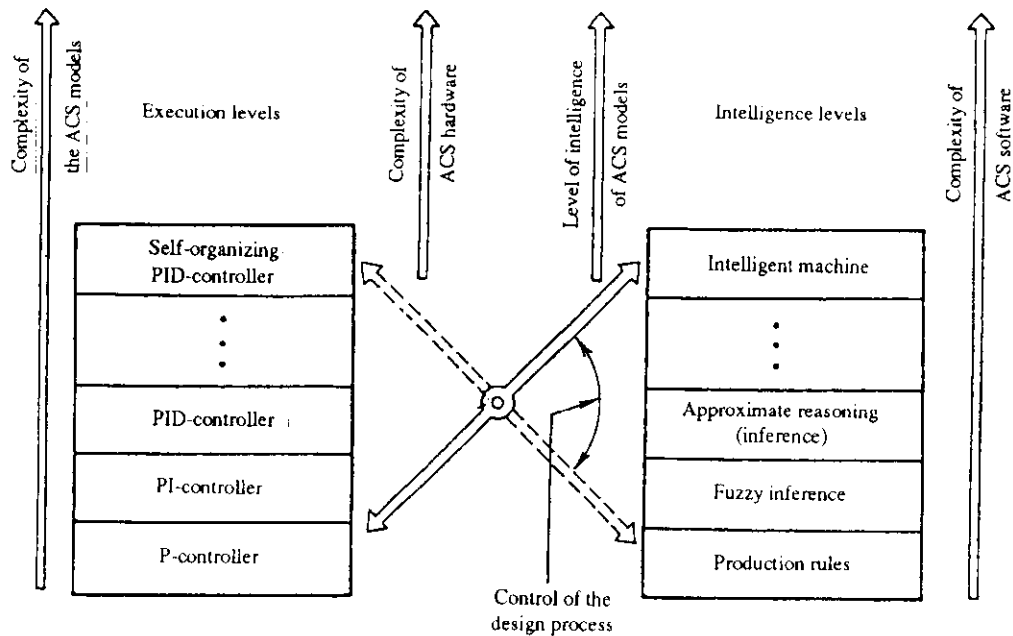 Complexity of
the ACS models
Execution levels
Complexity of
ACS hardware
Level of intelligence
of ACS models
Intelligence levels
Complexity of
ACS software
Self-organizing
PID-controller
PID-controller
PI-controller
P-controller
Intelligent machine
Approximate reasoning
(inference)
Fuzzy inference
Production rules
Control of the
design process